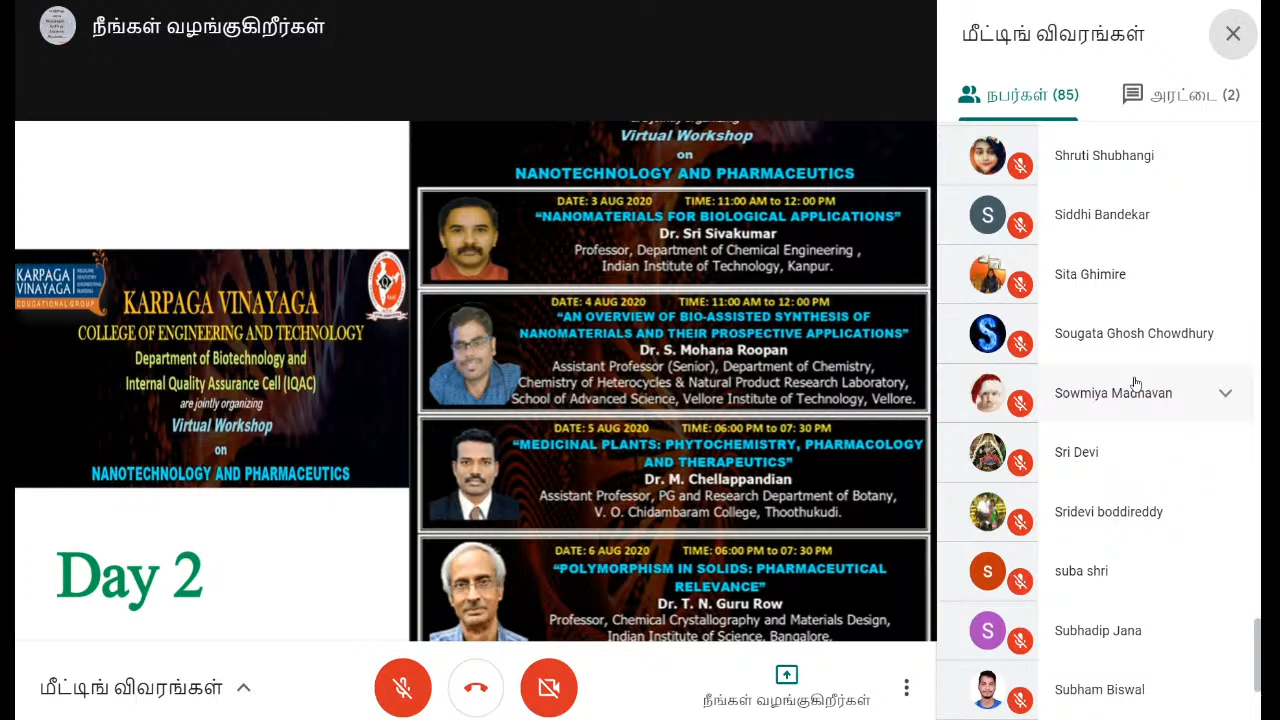 நீங்கள் வழங்குகிறீர்கள்
மீட்டிங் விவரங்கள்
நபர்கள் (85)
அரட்டை (2)
KARPAGA
VINAYAGA
EDUCATIONAL GROUP
KARPAGA VINAYAGA
COLLEGE OF ENGINEERING AND TECHNOLOGY
Department of Biotechnology and
Internal Quality Assurance Cell (IQAC)
are jointly organizing
Virtual Workshop
on
NANOTECHNOLOGY AND PHARMACEUTICS
Day 2
Virtual Workshop
on
NANOTECHNOLOGY AND PHARMACEUTICS
DATE: 3 AUG 2020 TIME: 11:00 AM to 12: 00 PM
“NANOMATERIALS FOR BIOLOGICAL APPLICATIONS”
Dr. Sri Sivakumar
Professor, Department of Chemical Engineering ,
Indian Institute of Technology, Kanpur.
DATE: 4 AUG 2020 TIME: 11:00 AM to 12: 00 PM
“AN OVERVIEW OF BIO-ASSISTED SYNTHESIS OF
NANOMATERIALS AND THEIR PROSPECTIVE APPLICATIONS”
Dr. S. Mohana Roopan
Assistant Professor (Senior), Department of Chemistry,
Chemistry of Heterocycles & Natural Product Research Laboratory,
School of Advanced Science, Vellore Institute of Technology, Vellore.
DATE: 5 AUG 2020 TIME: 06:00 PM to 07: 30 PM
“MEDICINAL PLANTS: PHYTOCHEMISTRY, PHARMACOLOGY
AND THERAPEUTICS”
Dr. M. Chellappandian
Assistant Professor, PG and Research Department of Botany,
V. O. Chidambaram College, Thoothukudi.
DATE: 6 AUG 2020 TIME: 06:00 PM to 07: 30 PM
“POLYMORPHISM IN SOLIDS: PHARMACEUTICAL
RELEVANCE”
Dr. T. N. Guru Row
Professor, Chemical Crystallography and Materials Design,
Indian Institute of Science, Bangalore.
Shruti Shubhangi
S
Siddhi Bandekar
Sita Ghimire
Sougata Ghosh Chowdhury
Sowmiya Madhavan
Sri Devi
Sridevi boddireddy
s
suba shri
S
Subhadip Jana
Subham Biswal
மீட்டிங் விவரங்கள்
நீங்கள் வழங்குகிறீர்கள்